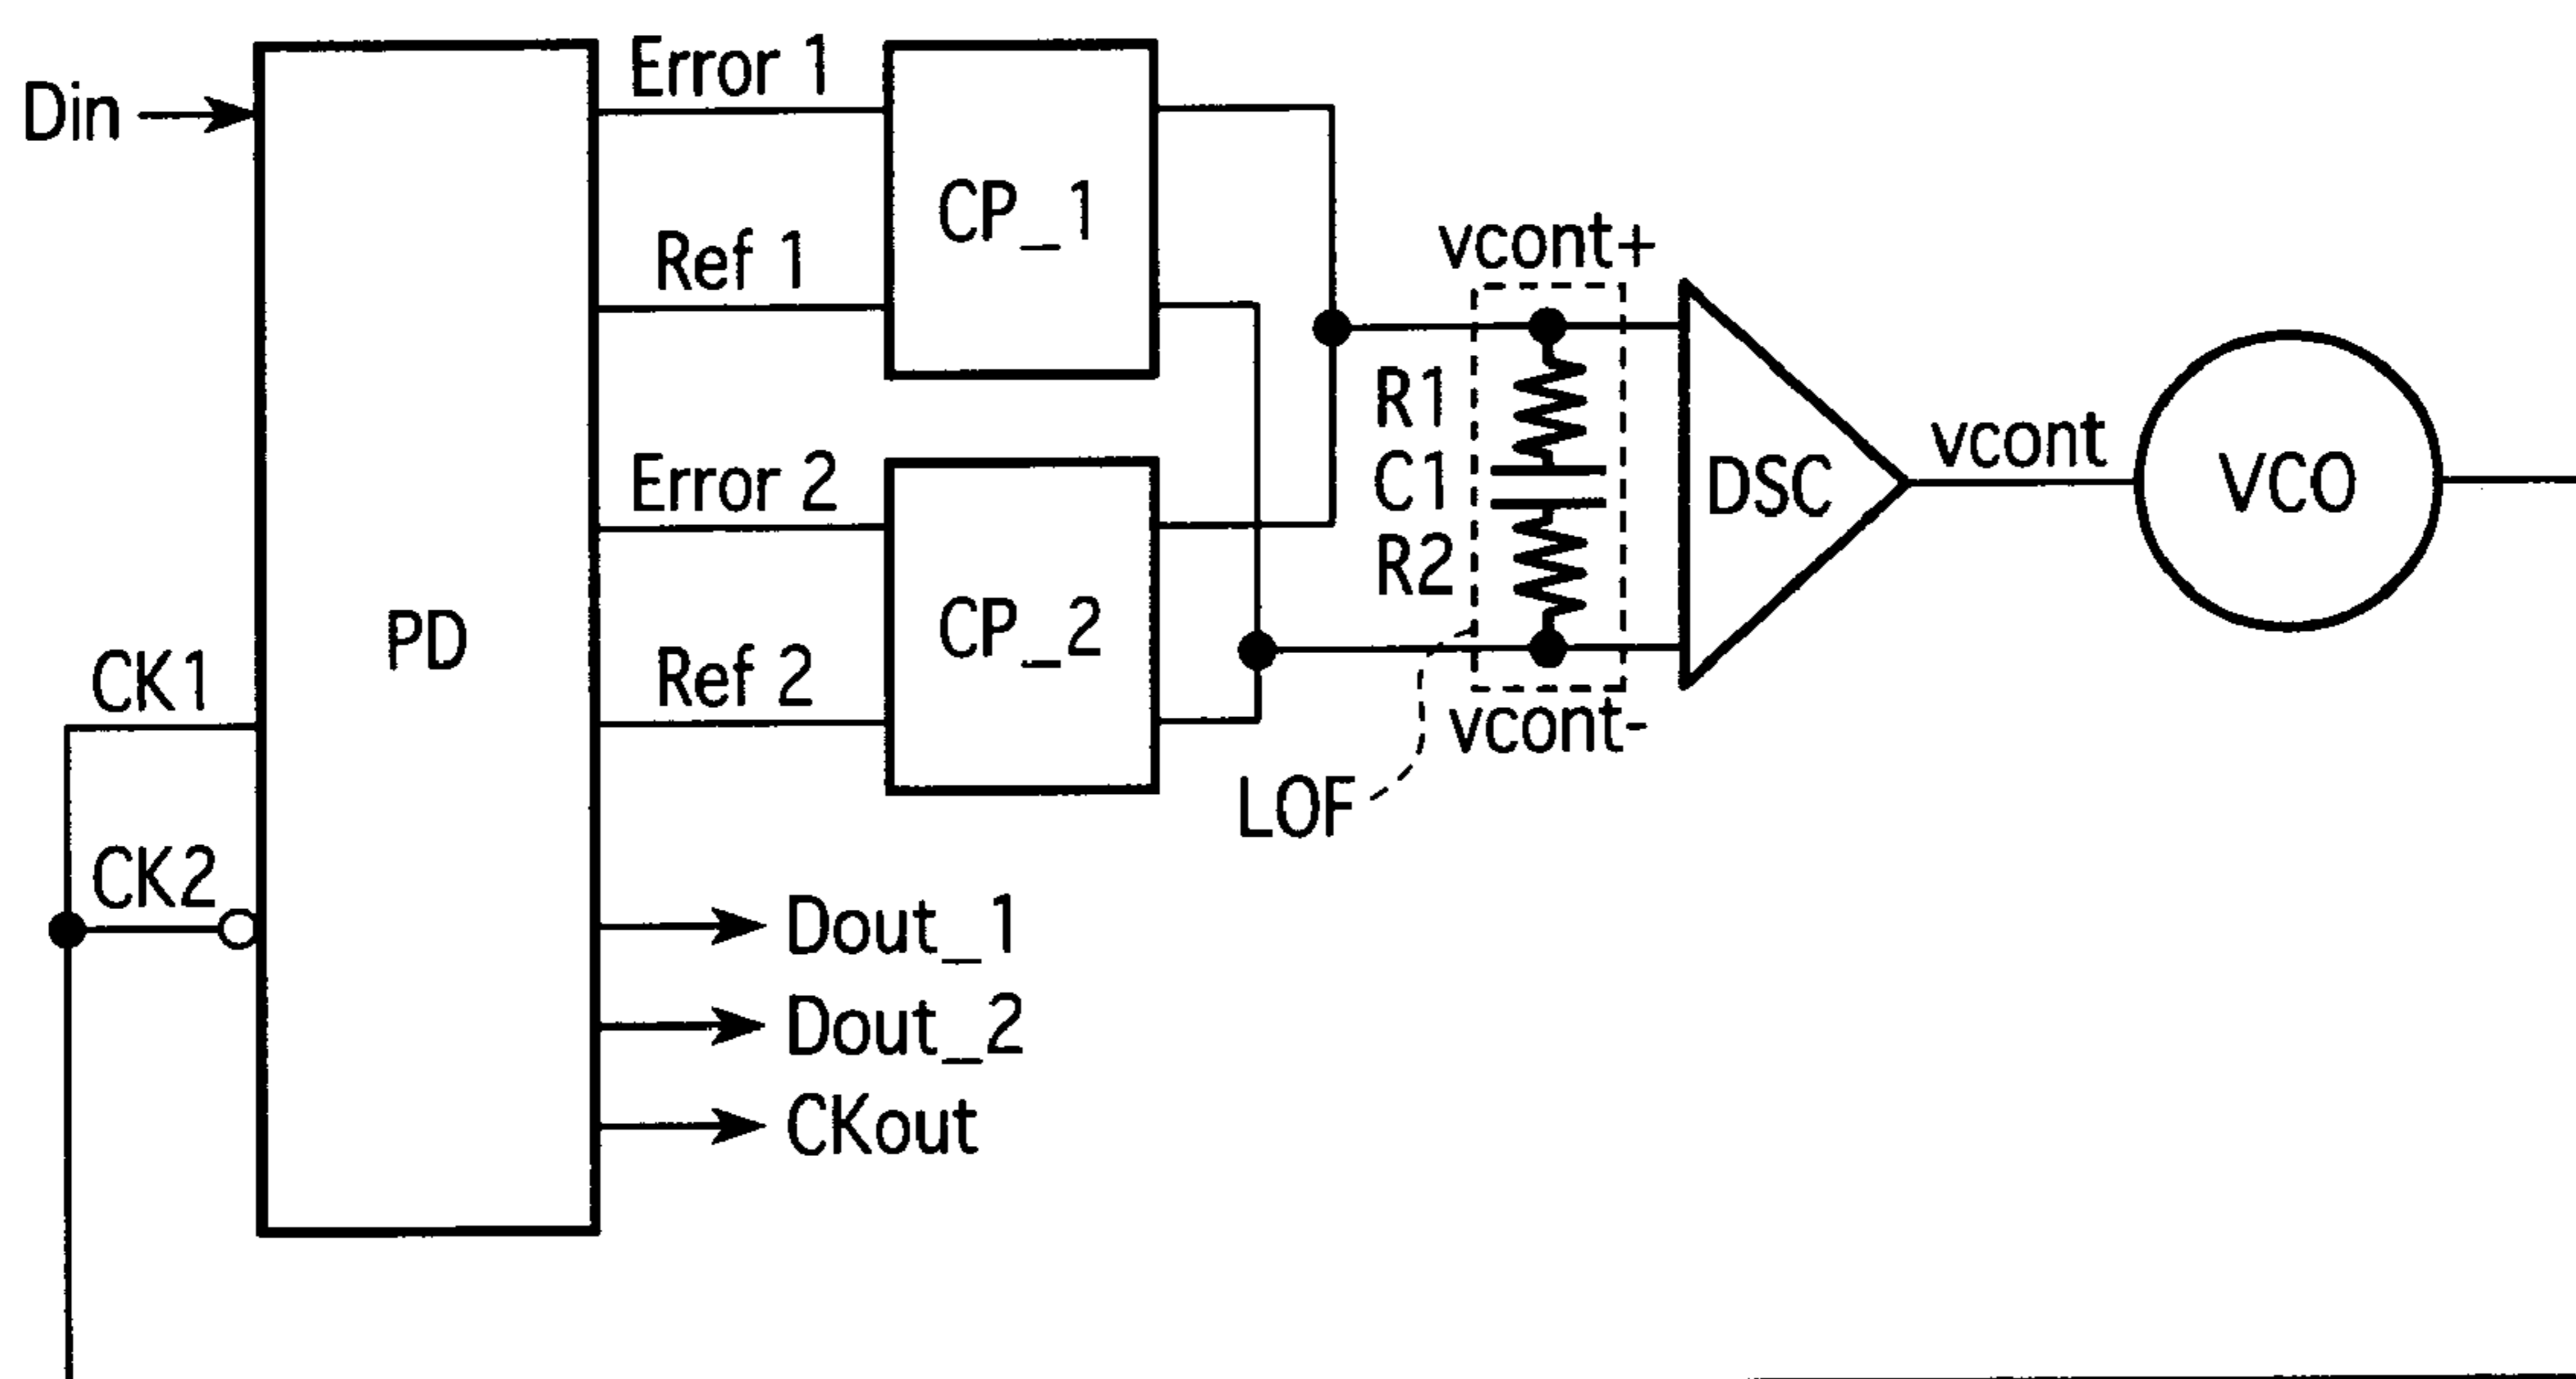 Din
Error 1
Ref 1
CP_1
Error 2
Ref 2
CP_2
PD
CK1
CK2
vcont+
R1
C1
R2
vcont-
LOF
DSC
vcont
VCO
Dout_1
Dout_2
CKout